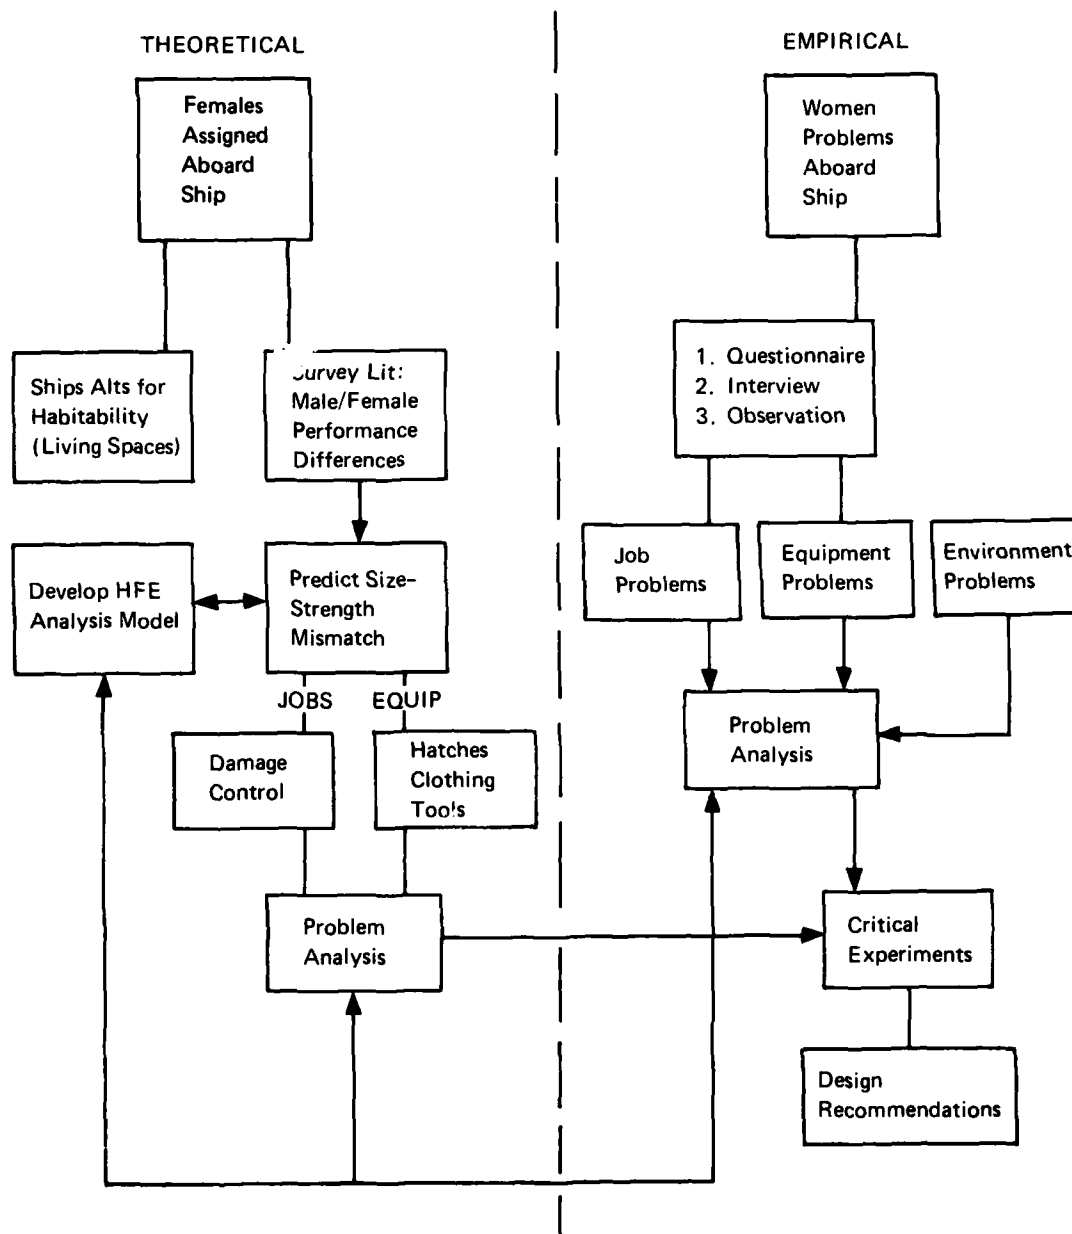 THEORETICAL
Females
Assigned
Aboard
Ship
Ships Alts for
Habitability
(Living Spaces)
Survey Lit:
Male/Female
Performance
Differences
Develop HFE
Analysis Model
Predict Size-
Strength
Mismatch
JOBS
EQUIP
Damage
Control
Hatches
Clothing
Tools
Problem
Analysis
EMPIRICAL
Women
Problems
Aboard
Ship
1. Questionnaire
2. Interview
3. Observation
Job
Problems
Equipment
Problems
Environment
Problems
Problem
Analysis
Critical
Experiments
Design
Recommendations